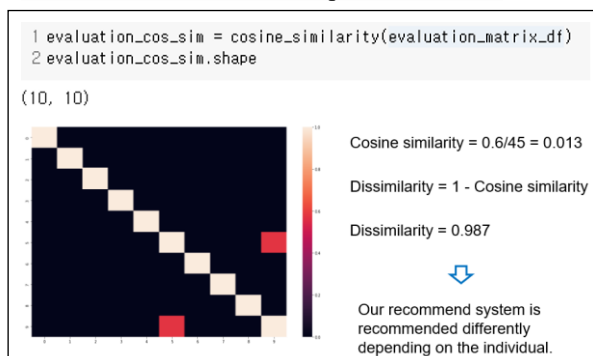 1 evaluation_cos_sim = cosine_similarity(evaluation_matrix_df)
2 evaluation_cos_sim.shape
(10, 10)
Cosine similarity = 0.6/45 = 0.013
Dissimilarity = 1 - Cosine similarity
Dissimilarity = 0.987
Our recommend system is
recommended differently
depending on the individual.